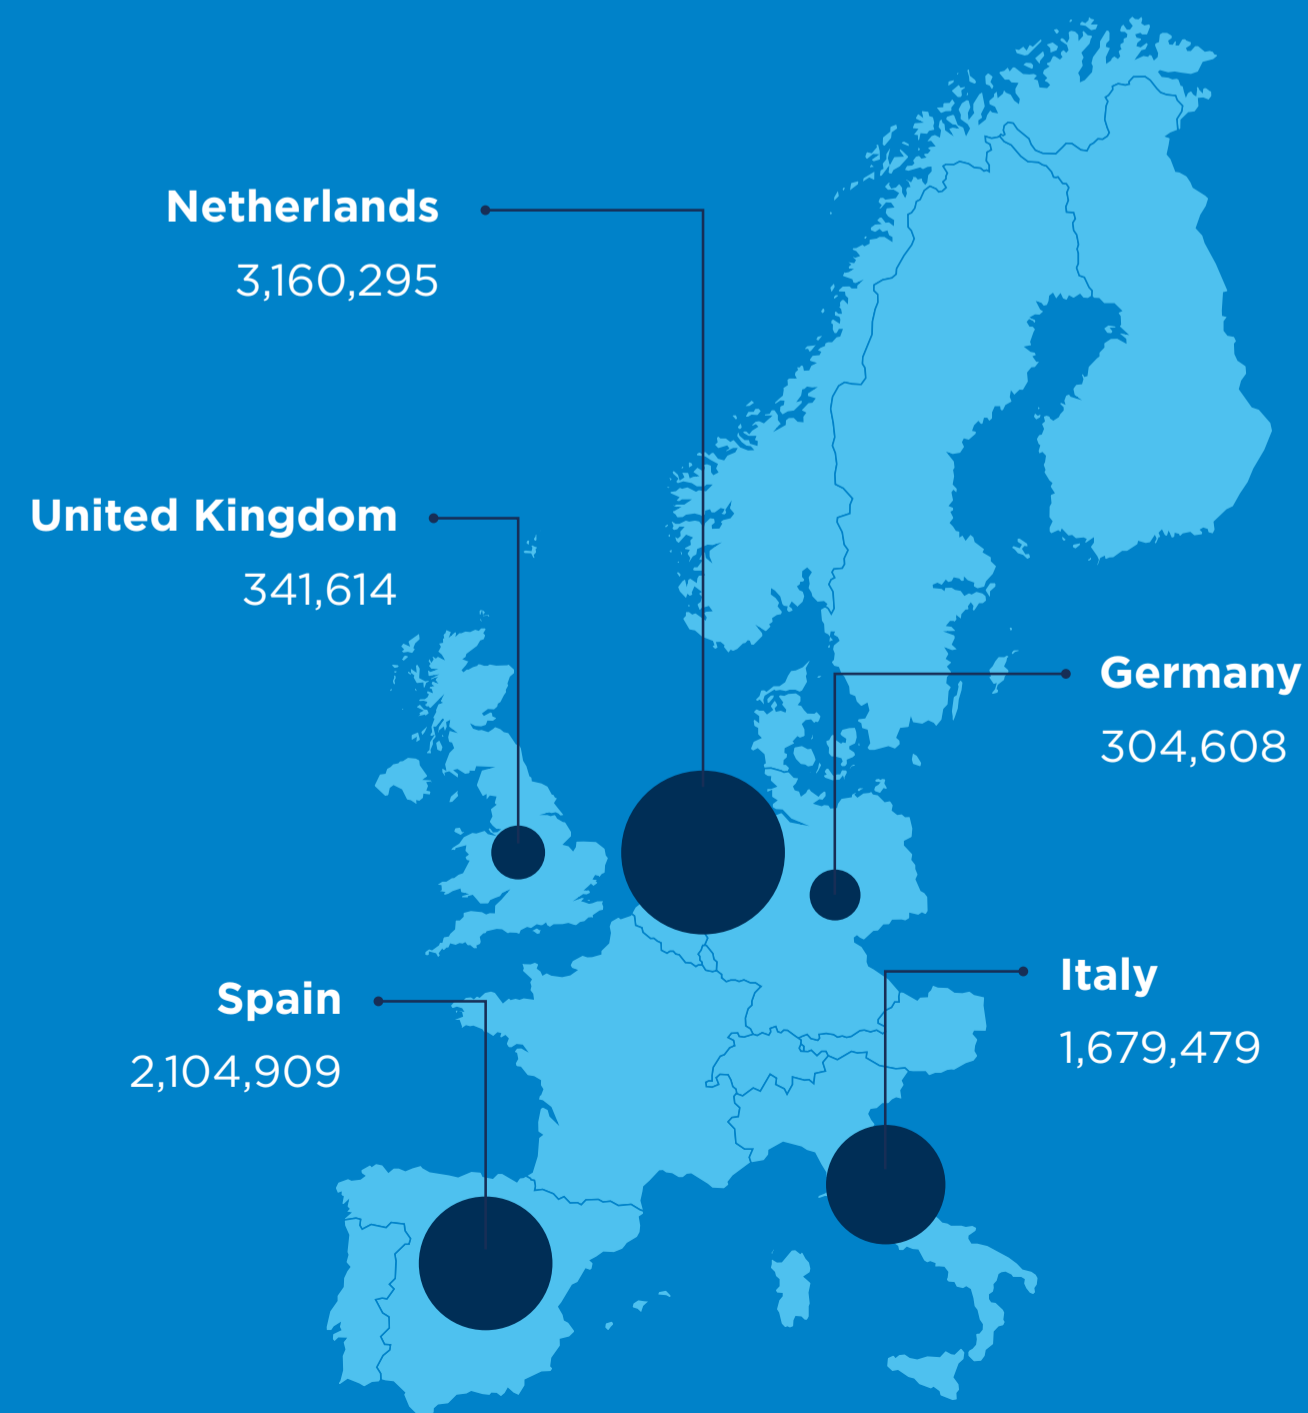 Netherlands
3,160,295
United Kingdom
341,614
Germany
304,608
Spain
2,104,909
Italy
1,679,479